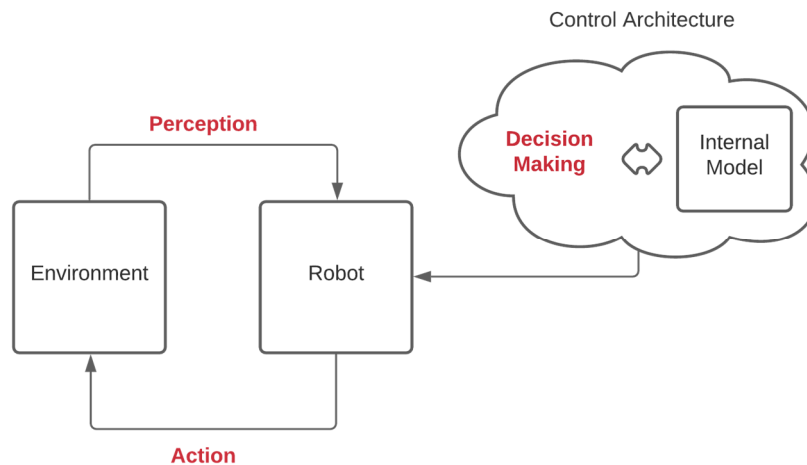 Control Architecture
Perception
Decision
Making
Internal
Model
Environment
Robot
Action